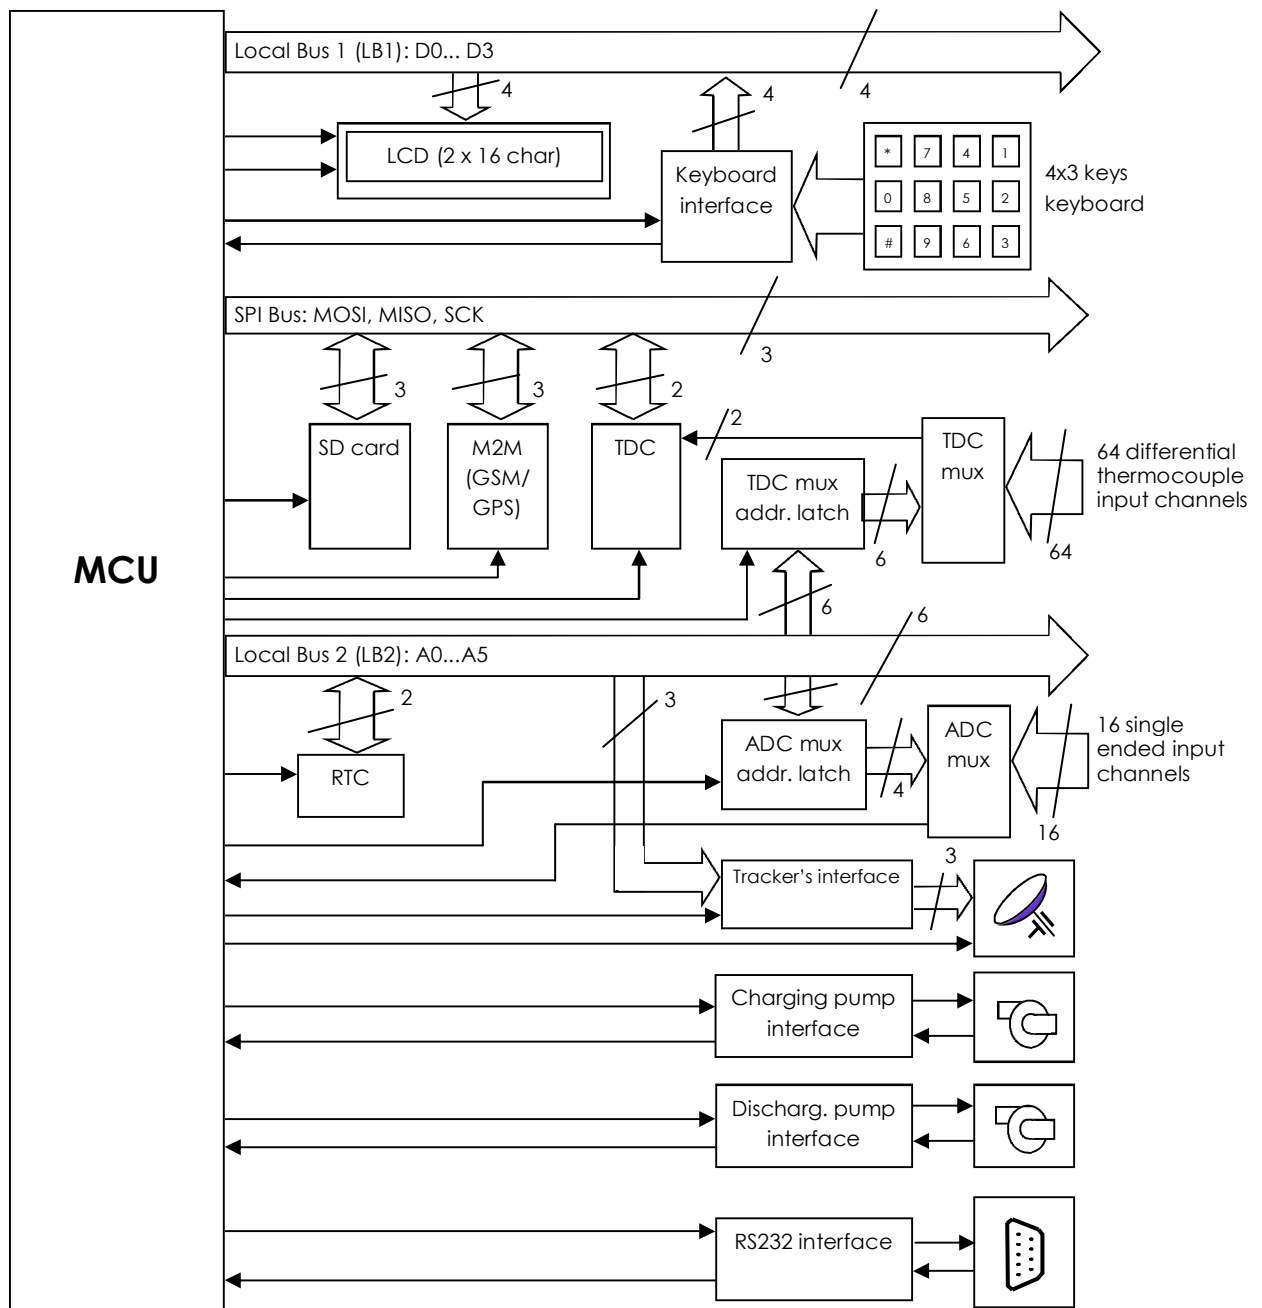 Local Bus 1 (LB1): D0... D3
4
4
4
LCD (2 x 16 char)
Keyboard
interface
* 7 4 1
0 8 5 2
# 9 6 3
4x3 keys
keyboard
SPI Bus: MOSI, MISO, SCK
3
3
3
2
SD card
M2M
(GSM/
GPS)
TDC
2
TDC
mux
TDC mux
addr. latch
6
64 differential
thermocouple
input channels
64
MCU
6
6
Local Bus 2 (LB2): A0...A5
2
3
RTC
ADC mux
addr. latch
4
ADC
mux
16 single
ended input
channels
16
Tracker's interface
3
Charging pump
interface
Discharg. pump
interface
RS232 interface